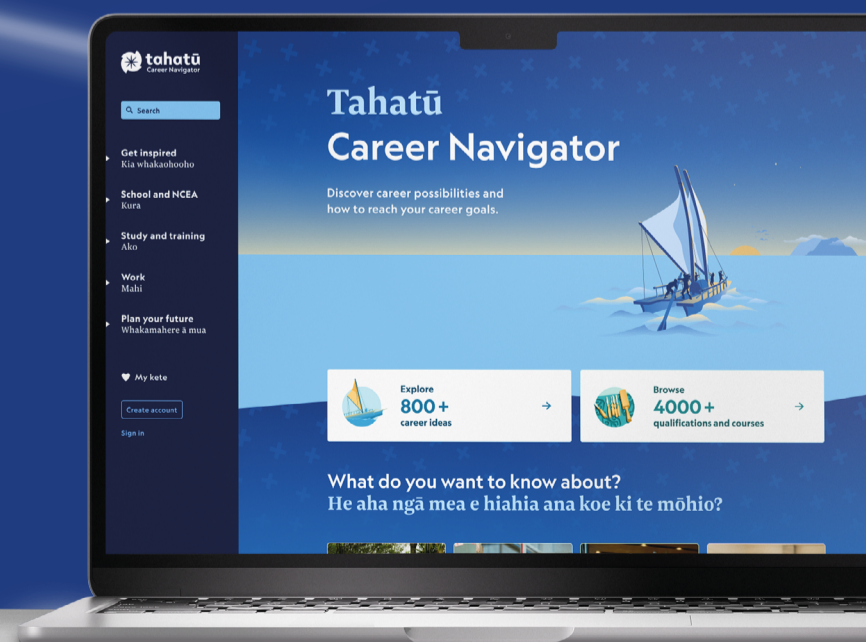 tahatū
Career Navigator
Search
Get inspired
Kia whakaohooho
School and NCEA
Kura
Study and training
Ako
Work
Mahi
Plan your future
Whakamahere ā mua
My kete
Create account
Sign in
Tahatū
Career Navigator
Discover career possibilities and
how to reach your career goals.
Explore
800+
career ideas
Browse
4000+
qualifications and courses
What do you want to know about?
He aha ngā mea e hiahia ana koe ki te mōhio?